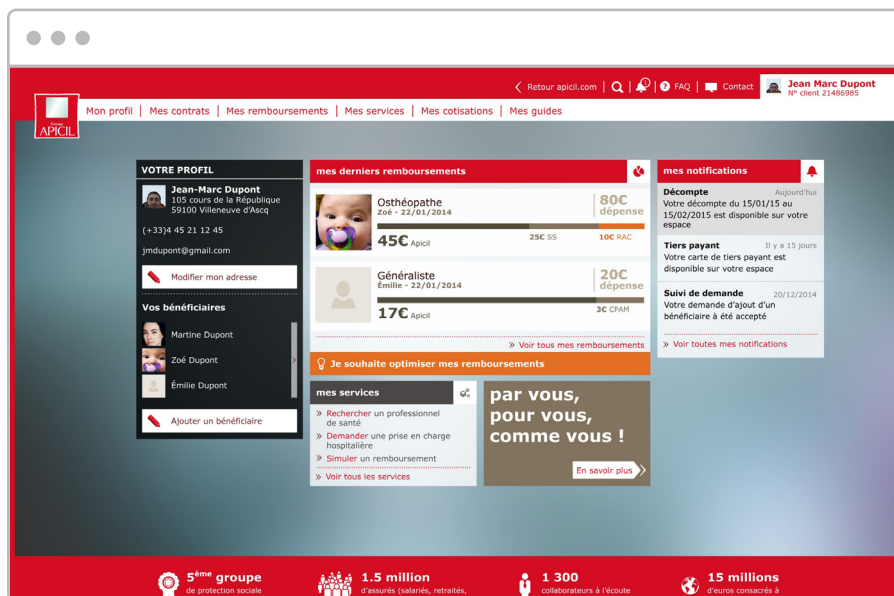 Retour apicil.com
1
FAQ
Contact
Jean Marc Dupont
N° client 21486985
Groupe
APICIL
Mon profil | Mes contrats | Mes remboursements | Mes services | Mes cotisations | Mes guides
VOTRE PROFIL
Jean-Marc Dupont
105 cours de la République
59100 Villeneuve d'Ascq
(+33)4 45 21 12 45
jmdupont@gmail.com
Modifier mon adresse
Vos bénéficiaires
Martine Dupont
Zoé Dupont
Émilie Dupont
Ajouter un bénéficiaire
mes derniers remboursements
Osthéopathe
Zoé - 22/01/2014
80€
dépense
45€ Apicil
25€ SS
10€ RAC
Généraliste
Émilie - 22/01/2014
20€
dépense
17€ Apicil
3€ CPAM
» Voir tous mes remboursements
Je souhaite optimiser mes remboursements
mes services
» Rechercher un professionnel
de santé
» Demander une prise en charge
hospitalière
» Simuler un remboursement
» Voir tous les services
par vous,
pour vous,
comme vous !
En savoir plus
mes notifications
Décompte
Aujourd'hui
Votre décompte du 15/01/15 au
15/02/2015 est disponible sur votre
espace
Tiers payant
Il y a 15 jours
Votre carte de tiers payant est
disponible sur votre espace
Suivi de demande
20/12/2014
Votre demande d'ajout d'un
bénéficiaire à été accepté
» Voir toutes mes notifications
5ème groupe
de protection sociale
1.5 million
d'assurés (salariés, retraités,
1 300
collaborateurs à l'écoute
15 millions
d'euros consacrés à